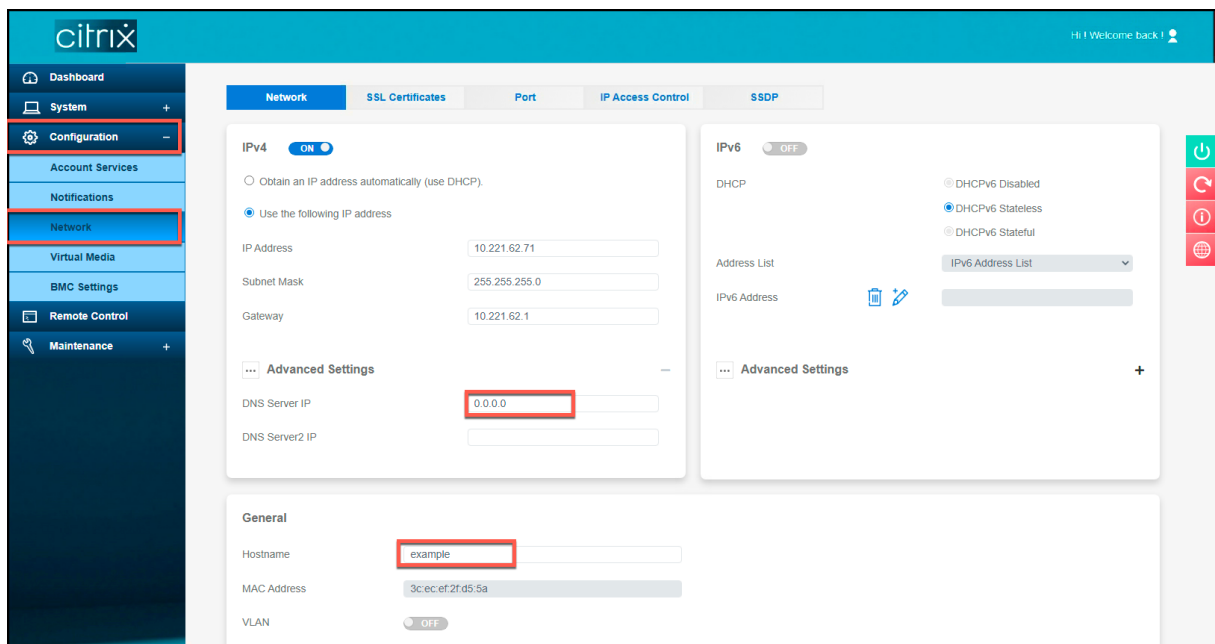 citrix
Hi ! Welcome back !
Dashboard
System +
Configuration −
Account Services
Notifications
Network
Virtual Media
BMC Settings
Remote Control
Maintenance +
Network SSL Certificates Port IP Access Control SSDP
IPv4 ON
Obtain an IP address automatically (use DHCP).
Use the following IP address
IP Address 10.221.62.71
Subnet Mask 255.255.255.0
Gateway 10.221.62.1
... Advanced Settings −
DNS Server IP 0.0.0.0
DNS Server2 IP
IPv6 OFF
DHCP DHCPv6 Disabled
DHCPv6 Stateless
DHCPv6 Stateful
Address List IPv6 Address List
IPv6 Address
... Advanced Settings +
General
Hostname example
MAC Address 3c:ec:ef:2f:d5:5a
VLAN OFF